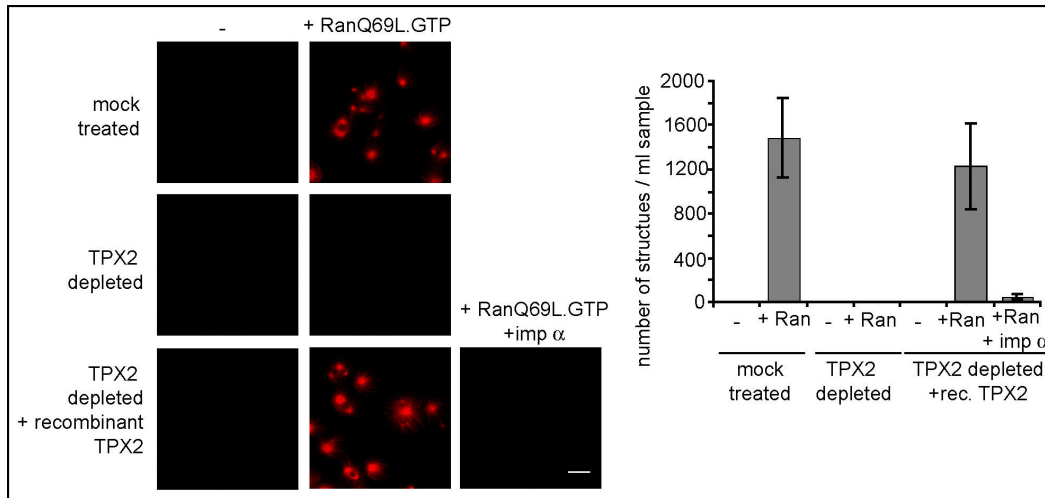 -
+ RanQ69L.GTP
mock
treated
TPX2
depleted
+ RanQ69L.GTP
+imp α
TPX2
depleted
+ recombinant
TPX2
number of structues / ml sample
2000
1600
1200
800
400
0
- + Ran - + Ran - +Ran +Ran
+ imp α
mock
treated
TPX2
depleted
TPX2 depleted
+rec. TPX2